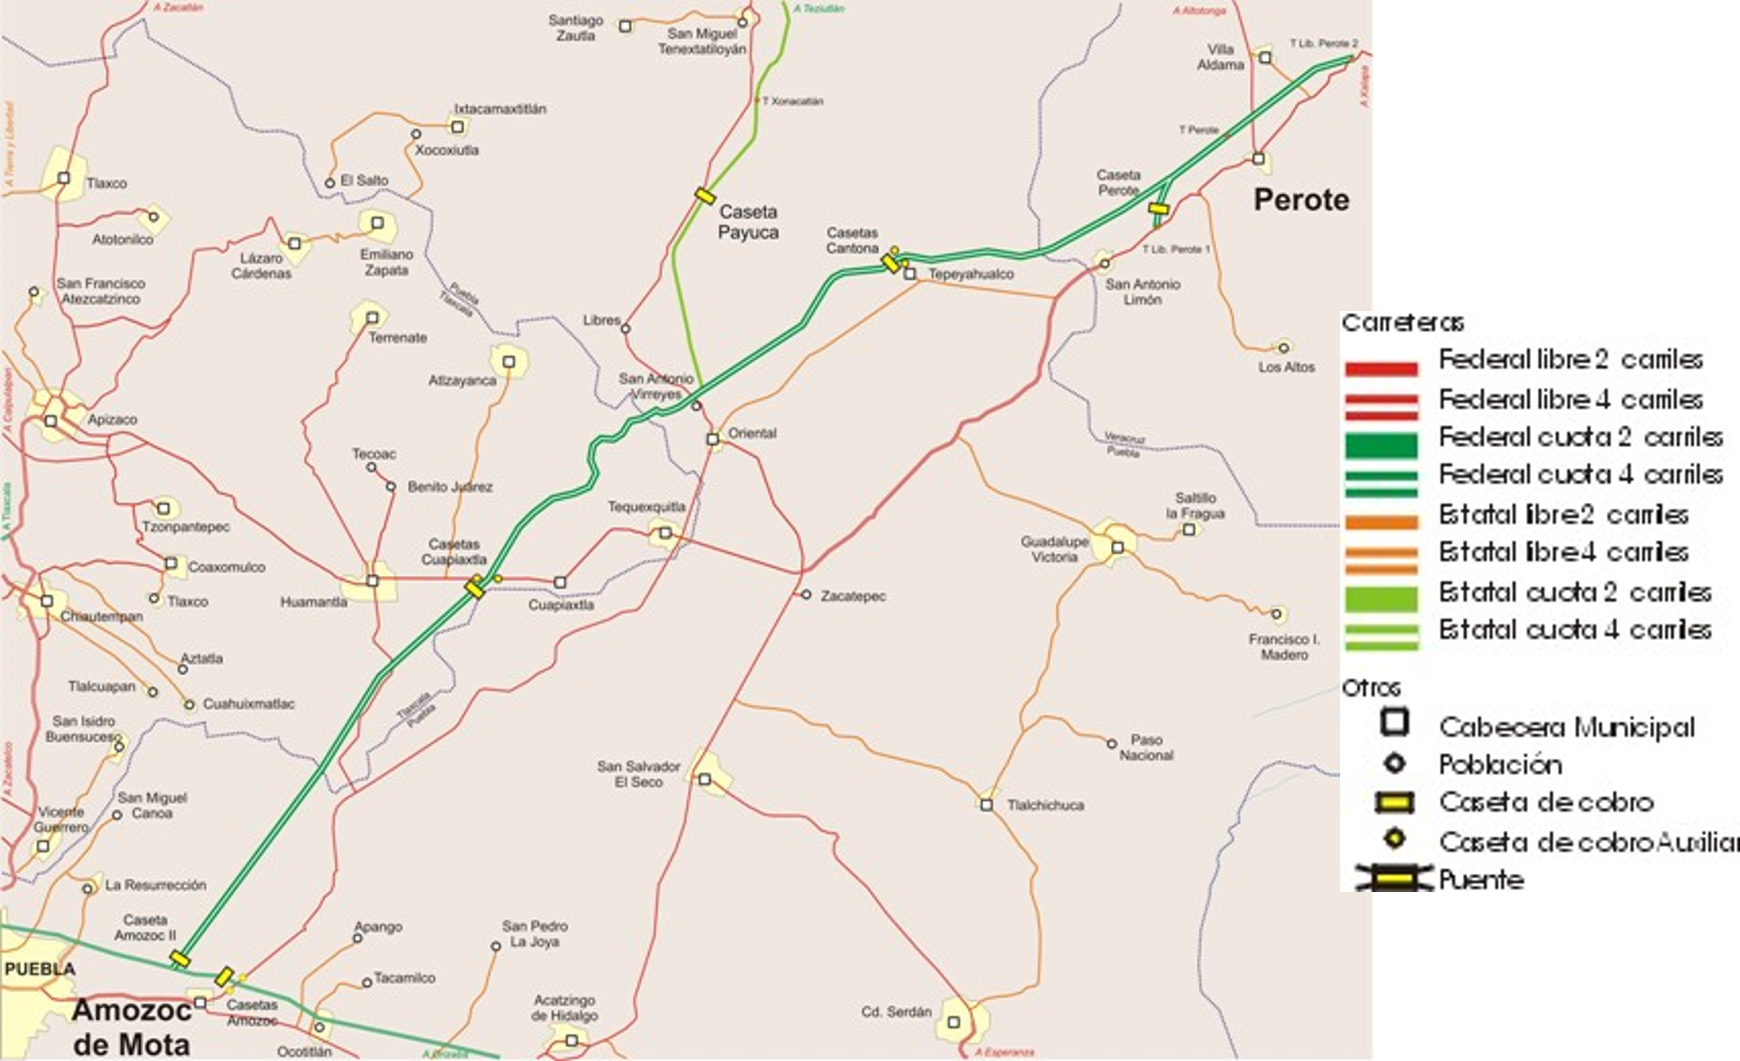 A Zacatlán
Santiago
Zautla
San Miguel
Tenextatiloyán
A Teziutlán
A Altotonga
Villa
Aldama
T Lib. Perote 2
A Xalapa
A Tierra y Libertad
Ixtacamaxtitlán
Xocoxiutla
T Xonacatlán
T Perote
Tlaxco
El Salto
Caseta
Perote
Perote
Atotonilco
Caseta
Payuca
Lázaro
Cárdenas
Emiliano
Zapata
Casetas
Cantona
Tepeyahualco
T Lib. Perote 1
San Antonio
Limón
San Francisco
Atezcatzinco
Puebla
Tlaxcala
Terrenate
Libres
Los Altos
Atlzayanca
San Antonio
Virreyes
A Calpulalpan
Apizaco
Oriental
Veracruz
Puebla
Tecoac
Benito Juárez
A Tlaxcala
Tzonpantepec
Tequexquitla
Saltillo
la Fragua
Guadalupe
Victoria
Casetas
Cuapiaxtla
Coaxomulco
Tlaxco
Huamantla
Cuapiaxtla
Zacatepec
Chiautempan
Francisco I.
Madero
Aztatla
Tlalcuapan
Cuahuixmatlac
Tlaxcala
Puebla
San Isidro
Buensuceso
A Zacatelco
Paso
Nacional
San Salvador
El Seco
Tlalchichuca
San Miguel
Canoa
Vicente
Guerrero
La Resurrección
Caseta
Amozoc II
Apango
San Pedro
La Joya
PUEBLA
Tacamilco
Amozoc
de Mota
Casetas
Amozoc
Acatzingo
de Hidalgo
Cd. Serdán
Ocotitlán
A Orizaba
A Esperanza
Carreteras
Federal libre 2 carriles
Federal libre 4 carriles
Federal cuota 2 carriles
Federal cuota 4 carriles
Estatal libre 2 carriles
Estatal libre 4 carriles
Estatal cuota 2 carriles
Estatal cuota 4 carriles
Otros
Cabecera Municipal
Población
Caseta de cobro
Caseta de cobro Auxiliar
Puente